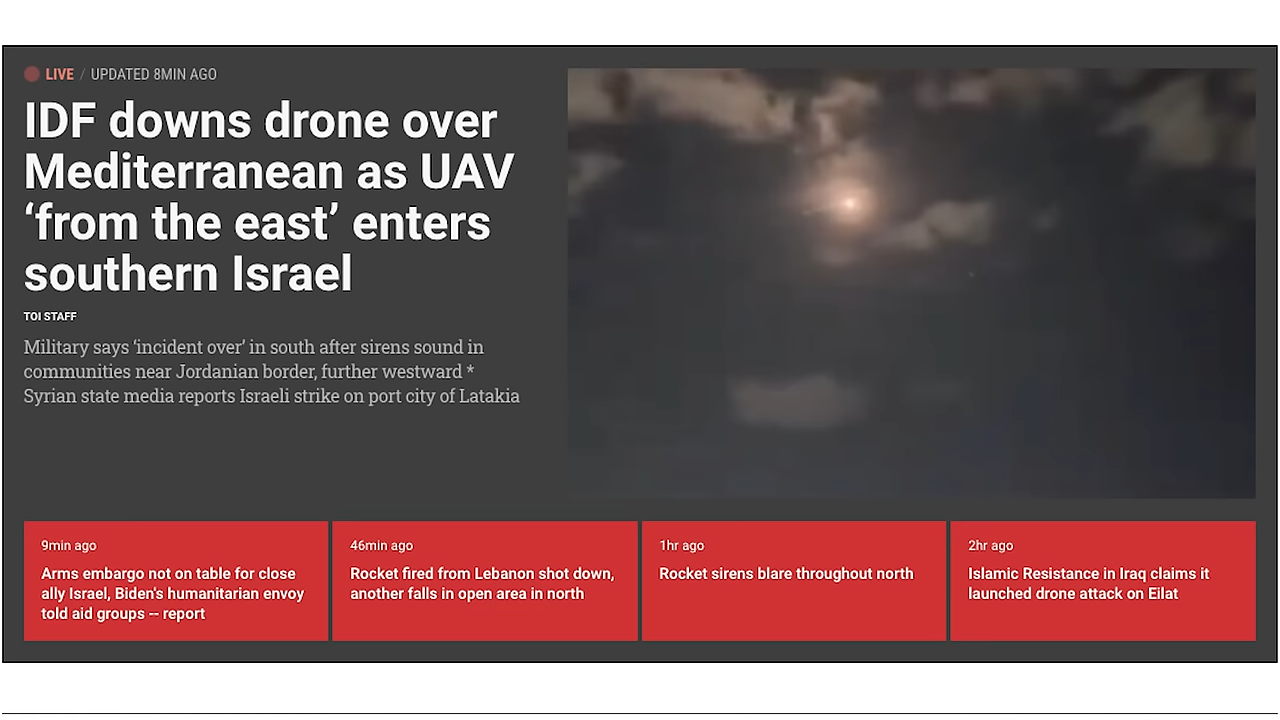 LIVE / UPDATED 8MIN AGO
IDF downs drone over
Mediterranean as UAV
‘from the east’ enters
southern Israel
TOI STAFF
Military says ‘incident over’ in south after sirens sound in
communities near Jordanian border, further westward *
Syrian state media reports Israeli strike on port city of Latakia
9min ago
Arms embargo not on table for close
ally Israel, Biden's humanitarian envoy
told aid groups -- report
46min ago
Rocket fired from Lebanon shot down,
another falls in open area in north
1hr ago
Rocket sirens blare throughout north
2hr ago
Islamic Resistance in Iraq claims it
launched drone attack on Eilat